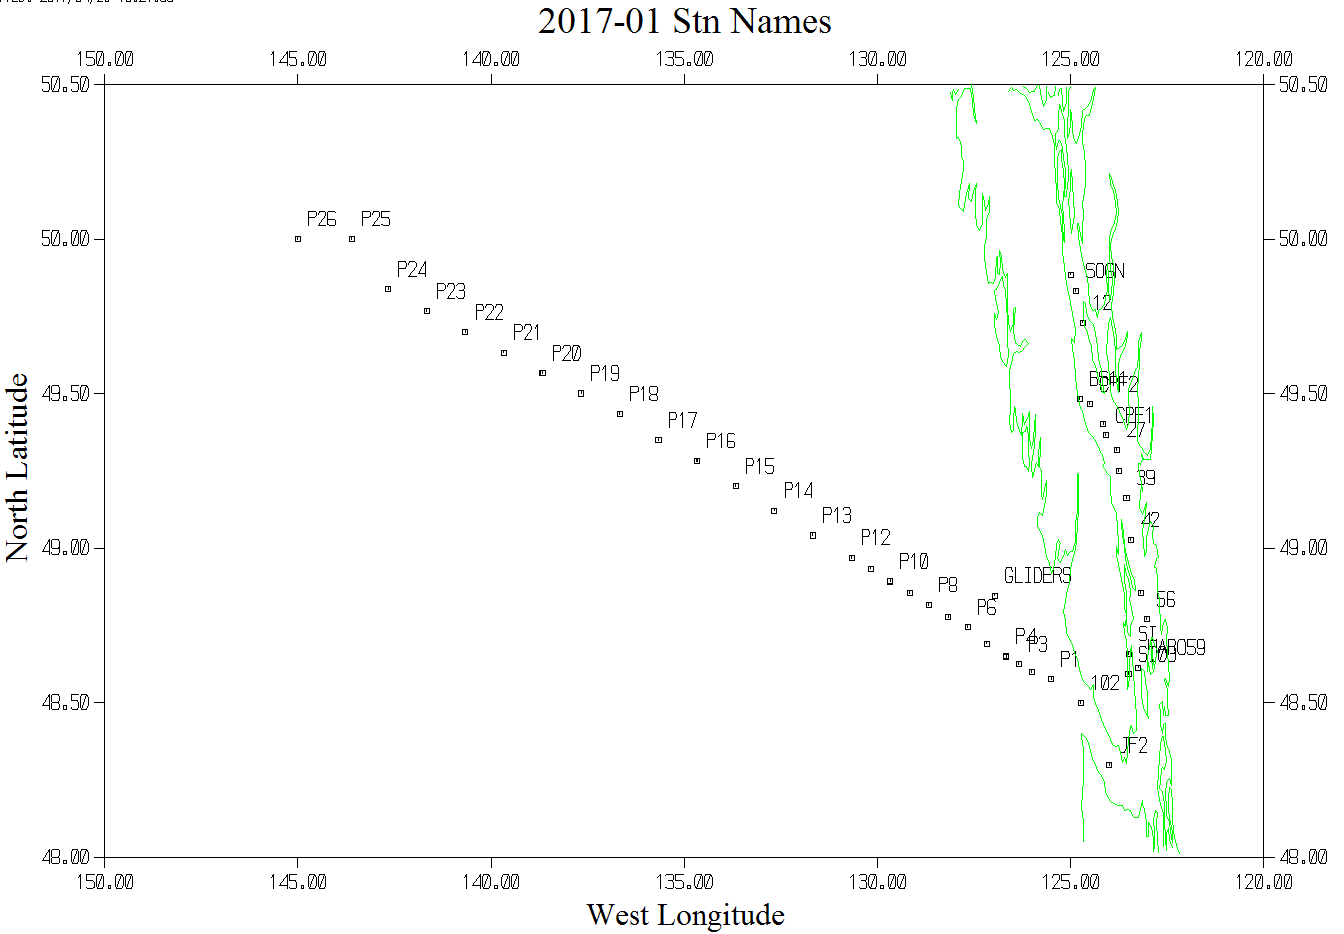 2017-01 Stn Names
150.00 145.00 140.00 135.00 130.00 125.00 120.00
50.50 50.50
P26 P25
50.00 50.00
P24
SOGN
P23
12
P22
P21
P20
P19
P18
49.50 49.50
CPF1
P17
27
P16
P15
39
P14
P13
42
P12
49.00 49.00
P10
GLIDERS
P8
P6
56
P4
SI
P3
HARO59
P1
102
48.50 48.50
JF2
48.00 48.00
150.00 145.00 140.00 135.00 130.00 125.00 120.00
West Longitude
North Latitude